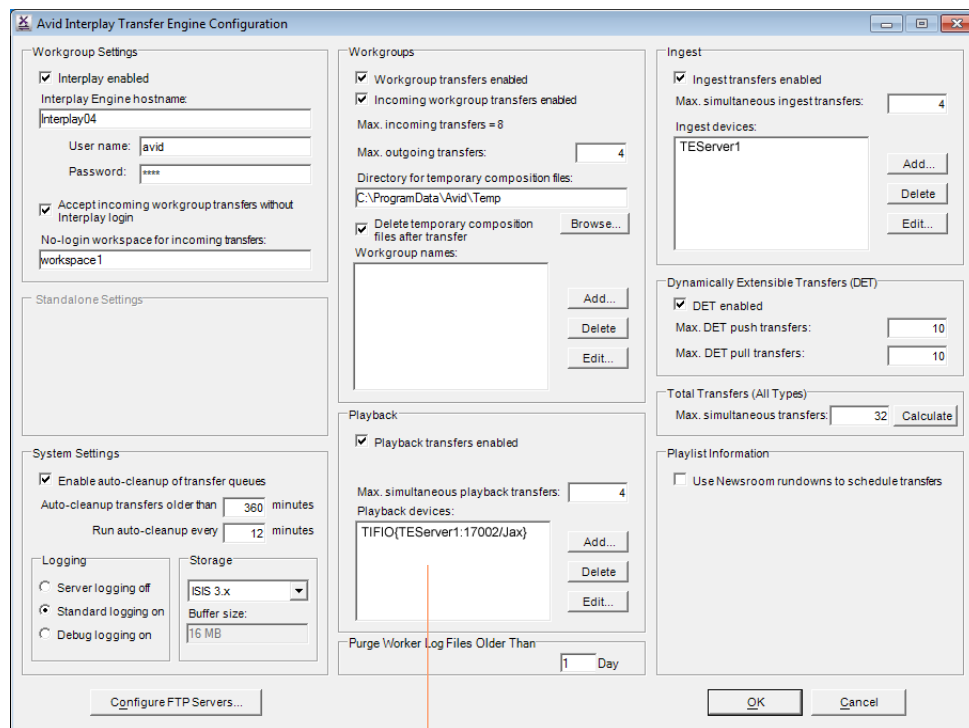 Avid Interplay Transfer Engine Configuration
Workgroup Settings
Interplay enabled
Interplay Engine hostname:
Interplay04
User name: avid
Password: ****
Accept incoming workgroup transfers without
Interplay login
No-login workspace for incoming transfers:
workspace1
Standalone Settings
System Settings
Enable auto-cleanup of transfer queues
Auto-cleanup transfers older than 360 minutes
Run auto-cleanup every 12 minutes
Logging
Server logging off
Standard logging on
Debug logging on
Storage
ISIS 3.x
Buffer size:
16 MB
Configure FTP Servers...
Workgroups
Workgroup transfers enabled
Incoming workgroup transfers enabled
Max. incoming transfers = 8
Max. outgoing transfers: 4
Directory for temporary composition files:
C:\ProgramData\Avid\Temp
Delete temporary composition
files after transfer
Browse...
Workgroup names:
Add...
Delete
Edit...
Playback
Playback transfers enabled
Max. simultaneous playback transfers: 4
Playback devices:
TIFIO{TEServer1:17002/Jax}
Add...
Delete
Edit...
Purge Worker Log Files Older Than
1 Day
Ingest
Ingest transfers enabled
Max. simultaneous ingest transfers: 4
Ingest devices:
TEServer1
Add...
Delete
Edit...
Dynamically Extensible Transfers (DET)
DET enabled
Max. DET push transfers: 10
Max. DET pull transfers: 10
Total Transfers (All Types)
Max. simultaneous transfers: 32 Calculate
Playlist Information
Use Newsroom rundowns to schedule transfers
OK
Cancel